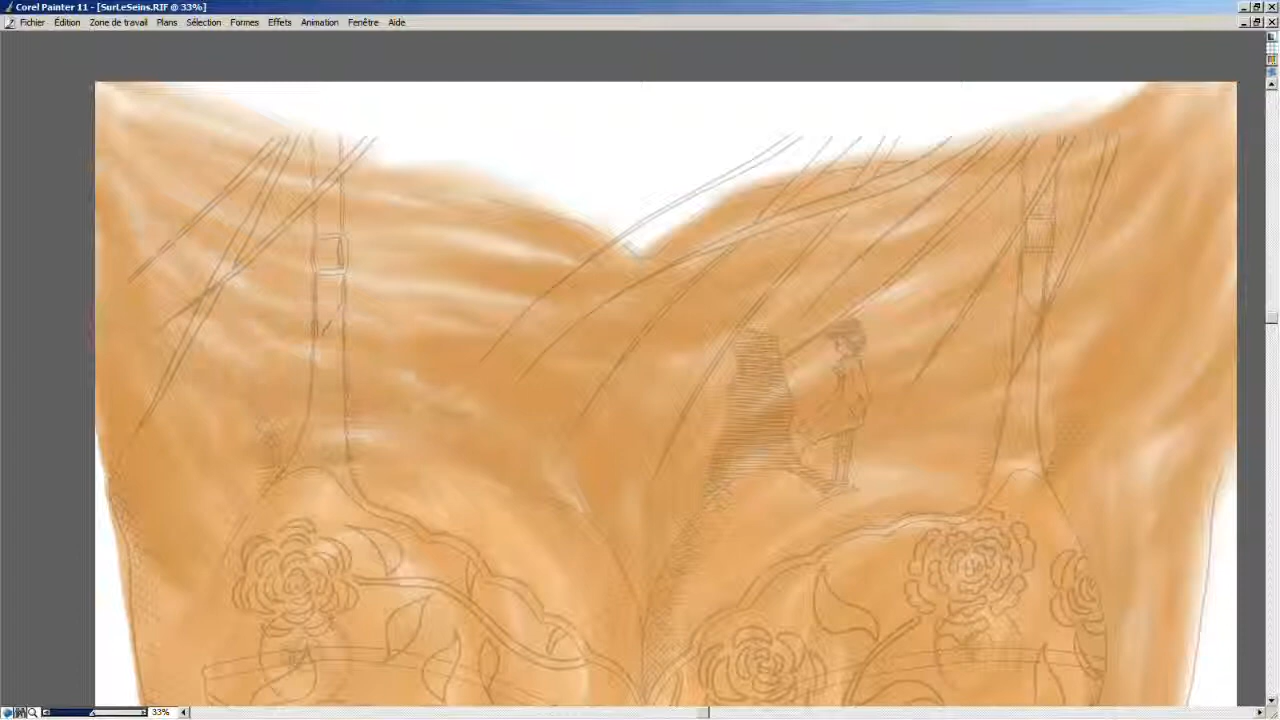 Corel Painter 11 - [SurLeSeins.RIF @ 33%]
Fichier Édition Zone de travail Plans Sélection Formes Effets Animation Fenêtre Aide
33%